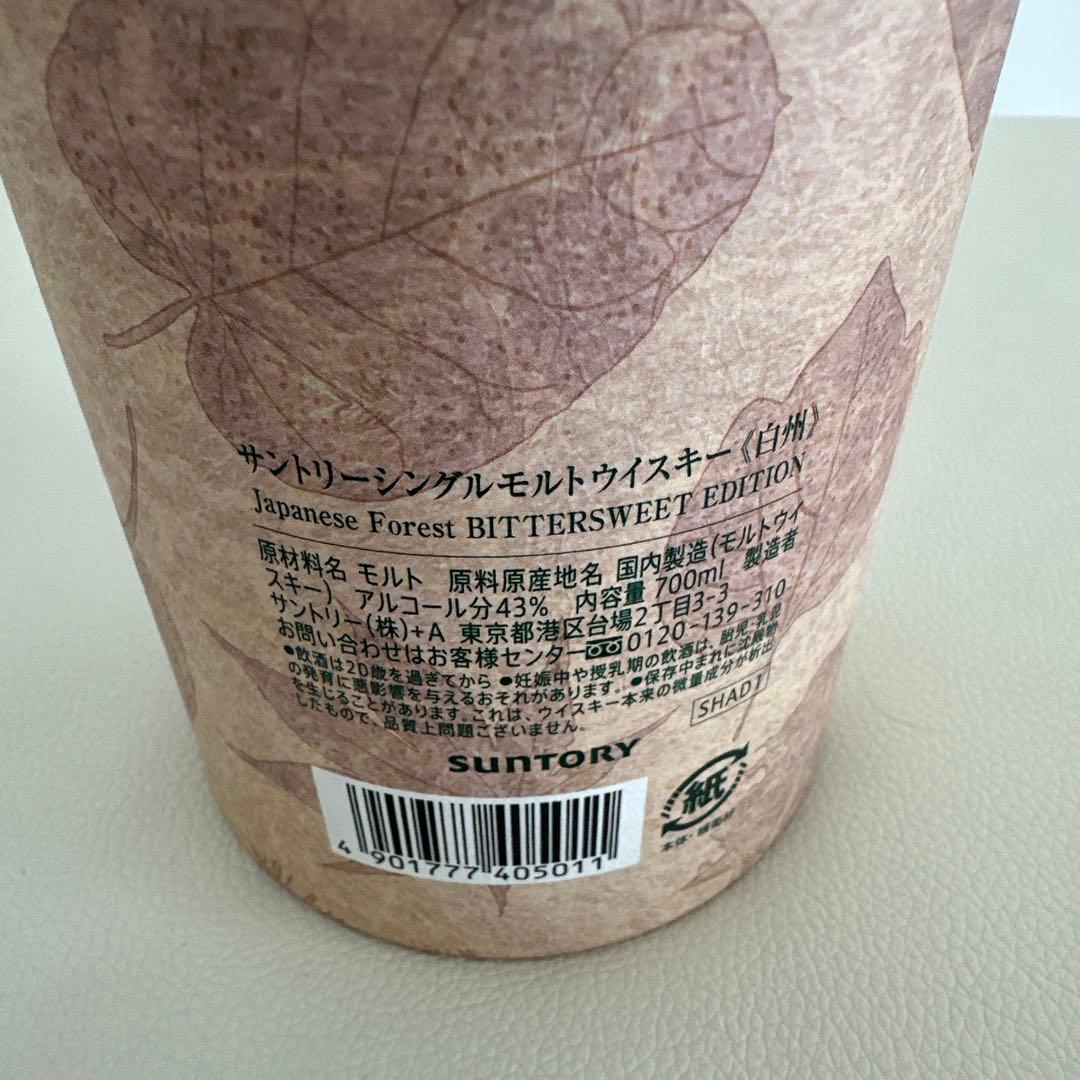 サントリーシングルモルトウイスキー《白州》
Japanese Forest BITTERSWEET EDITION
原材料名 モルト 原料原産地名 国内製造(モルトウイ
スキー) アルコール分43% 内容量 700ml 製造者
サントリー(株)+A 東京都港区台場2丁目3-3
お問い合わせはお客様センター 0120-139-310
●飲酒は20歳を過ぎてから ●妊娠中や授乳期の飲酒は、胎児・乳児
の発育に悪影響を与えるおそれがあります。 ●保存中まれに沈殿物
を生じることがあります。これは、ウイスキー本来の微量成分が析出
したもので、品質上問題ございません。
SHAD1
SUNTORY
紙
本体・緩衝材
4 901777 405011